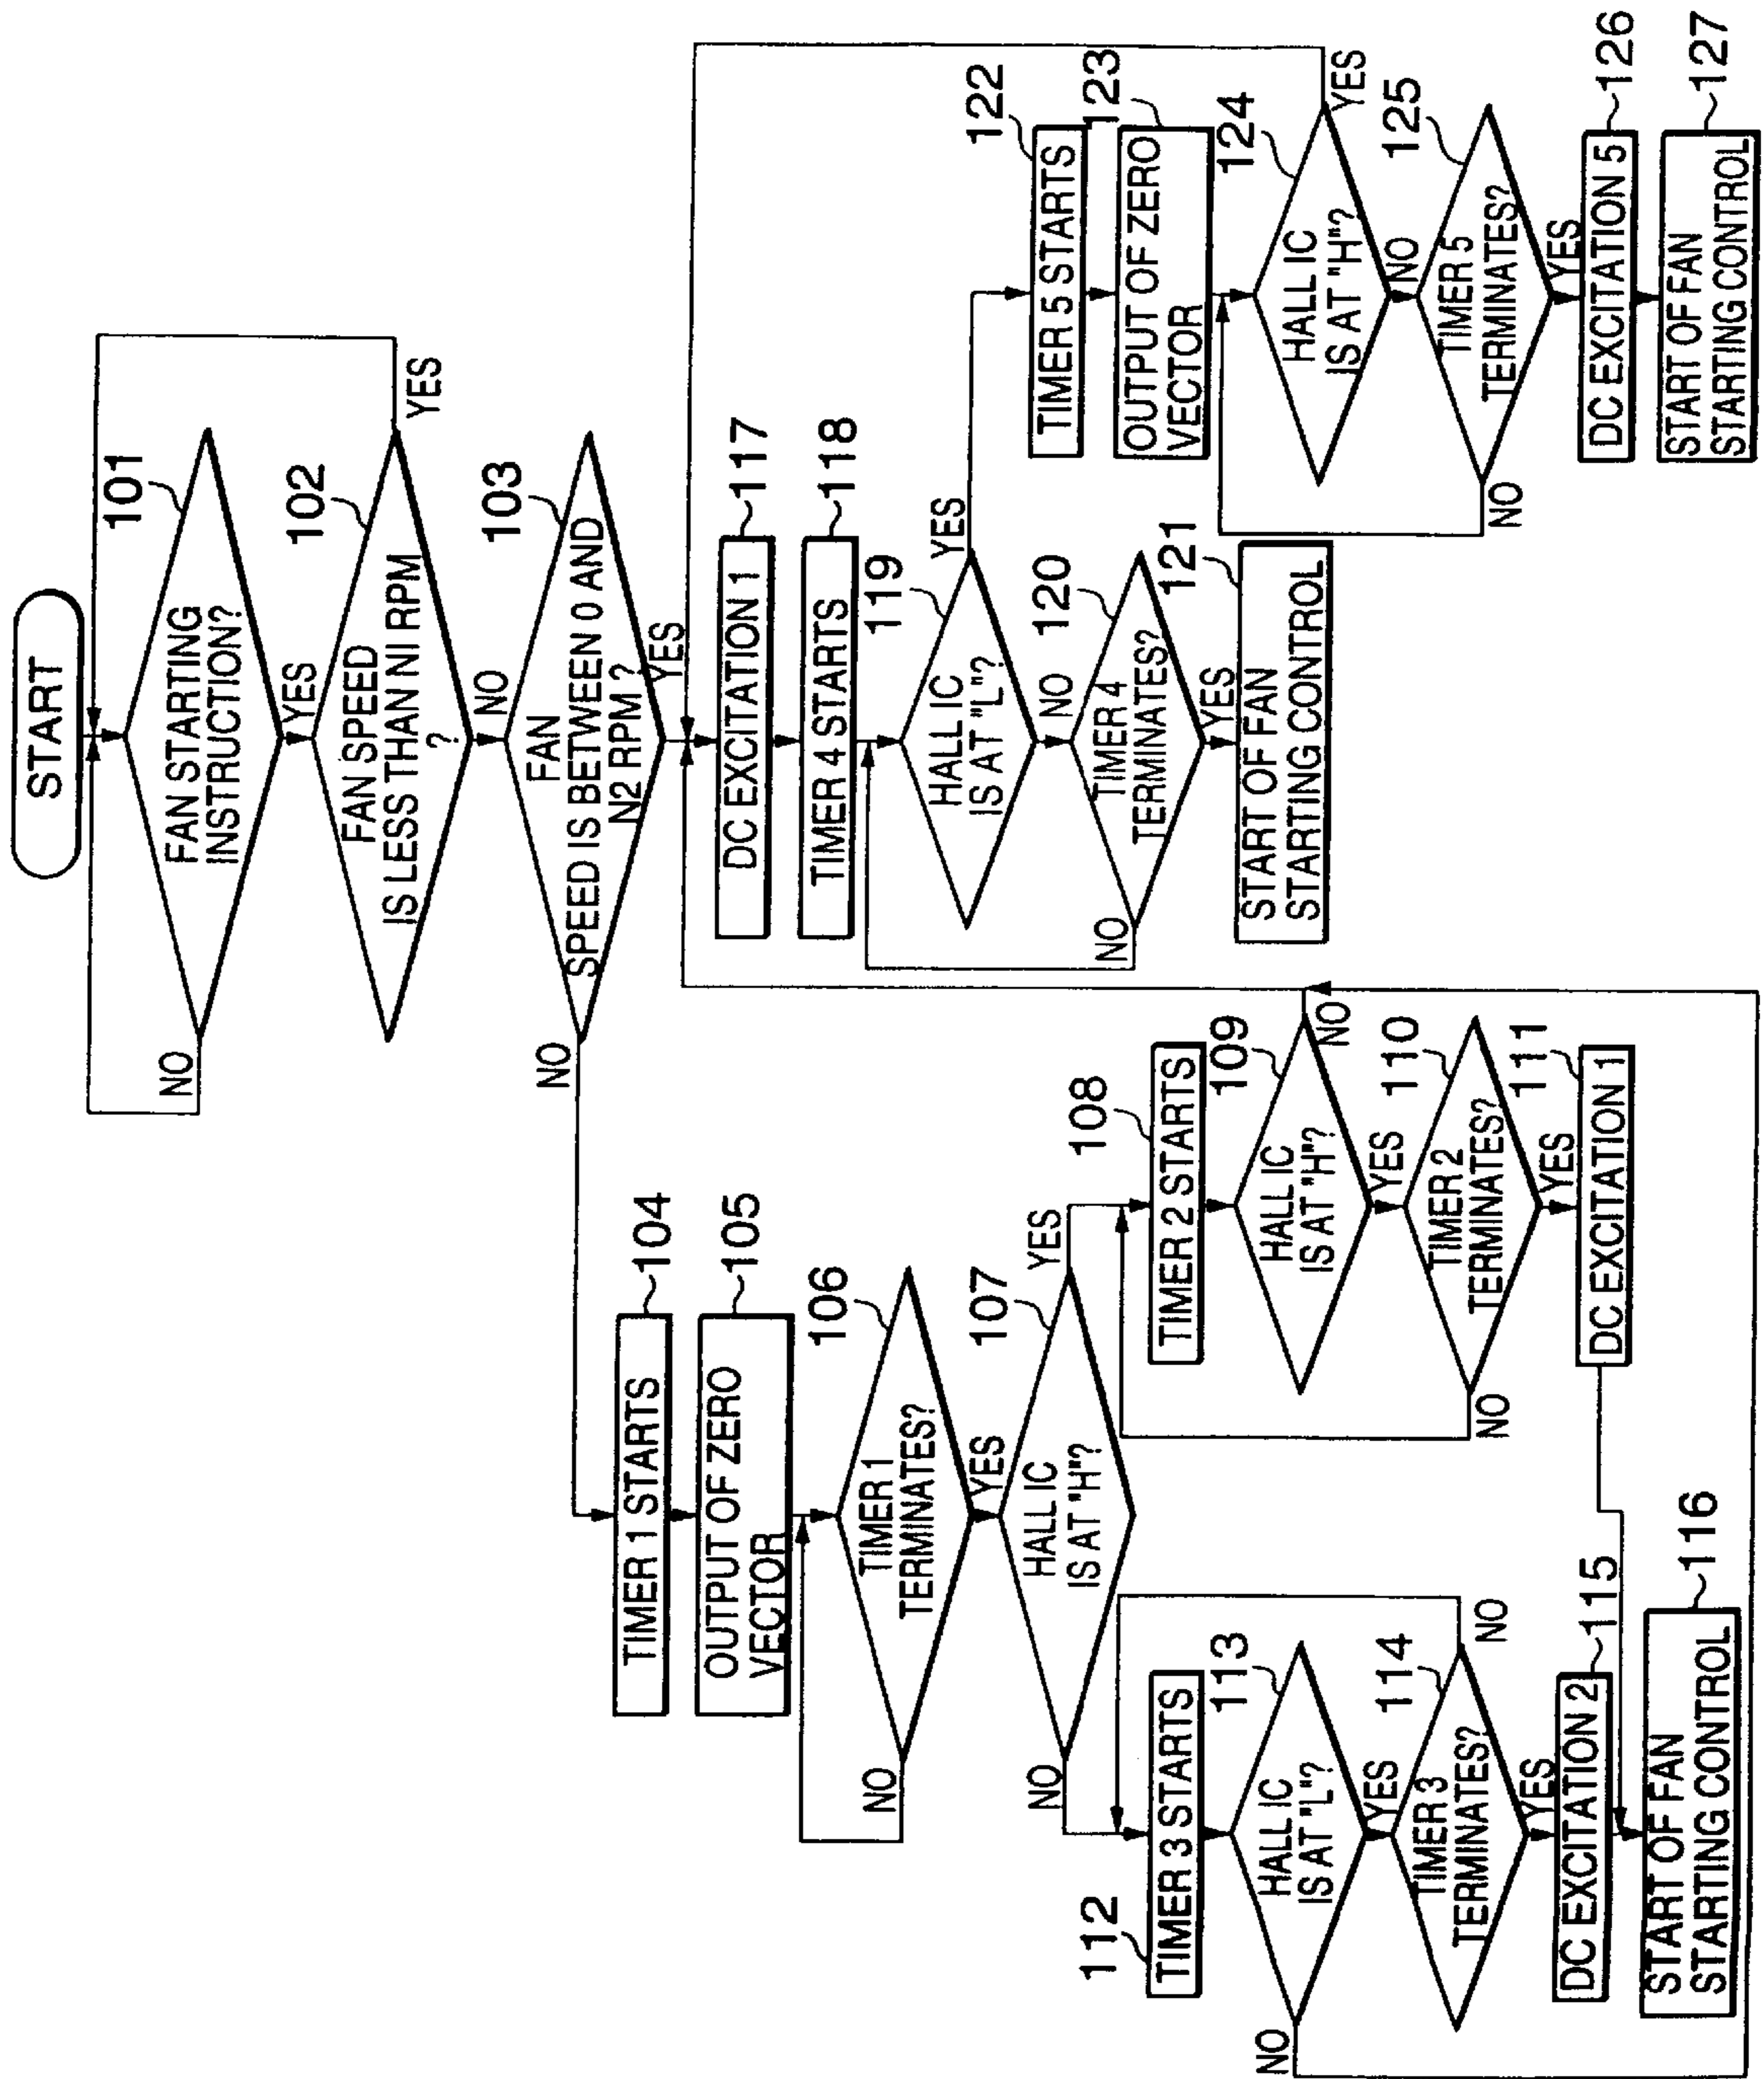 START
101
FAN STARTING
INSTRUCTION?
NO
YES
102
FAN SPEED
IS LESS THAN NI RPM
?
YES
NO
103
FAN
SPEED IS BETWEEN 0 AND
N2 RPM ?
NO
YES
TIMER 1 STARTS
104
OUTPUT OF ZERO
VECTOR
105
106
TIMER 1
TERMINATES?
NO
YES
107
HALL IC
IS AT "H"?
NO
YES
108
TIMER 2 STARTS
109
HALL IC
IS AT "H"?
NO
YES
110
TIMER 2
TERMINATES?
NO
YES
111
DC EXCITATION 1
112
TIMER 3 STARTS
113
HALL IC
IS AT "L"?
NO
YES
114
TIMER 3
TERMINATES?
NO
YES
DC EXCITATION 2
115
START OF FAN
STARTING CONTROL
116
DC EXCITATION 1
117
TIMER 4 STARTS
118
119
HALL IC
IS AT "L"?
YES
NO
120
TIMER 4
TERMINATES?
NO
YES
121
START OF FAN
STARTING CONTROL
122
TIMER 5 STARTS
123
OUTPUT OF ZERO
VECTOR
124
HALL IC
IS AT "H"?
YES
NO
125
TIMER 5
TERMINATES?
NO
YES
DC EXCITATION 5
126
START OF FAN
STARTING CONTROL
127